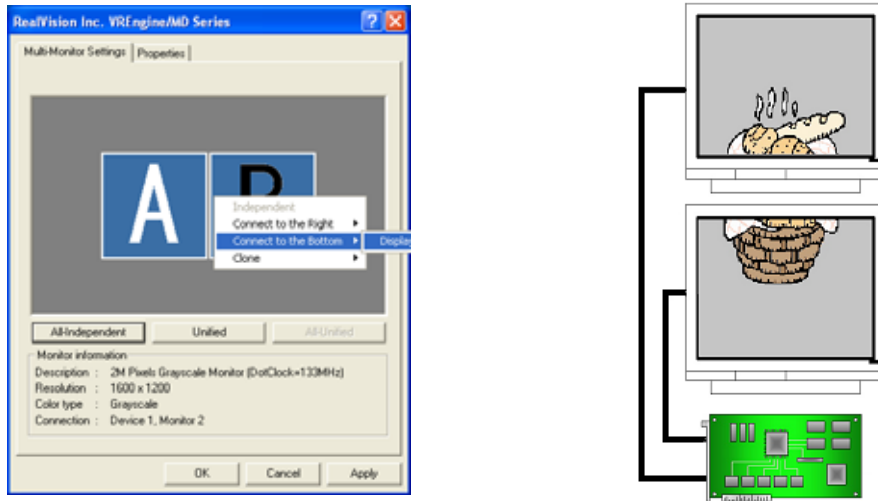 RealVision Inc. VREngine/MD Series
Multi-Monitor Settings
Properties
A
Independent
Connect to the Right
Connect to the Bottom
Display
Clone
All-Independent
Unified
All-Unified
Monitor information
Description : 2M Pixels Grayscale Monitor (DotClock=133MHz)
Resolution : 1600 x 1200
Color type : Grayscale
Connection : Device 1, Monitor 2
OK
Cancel
Apply